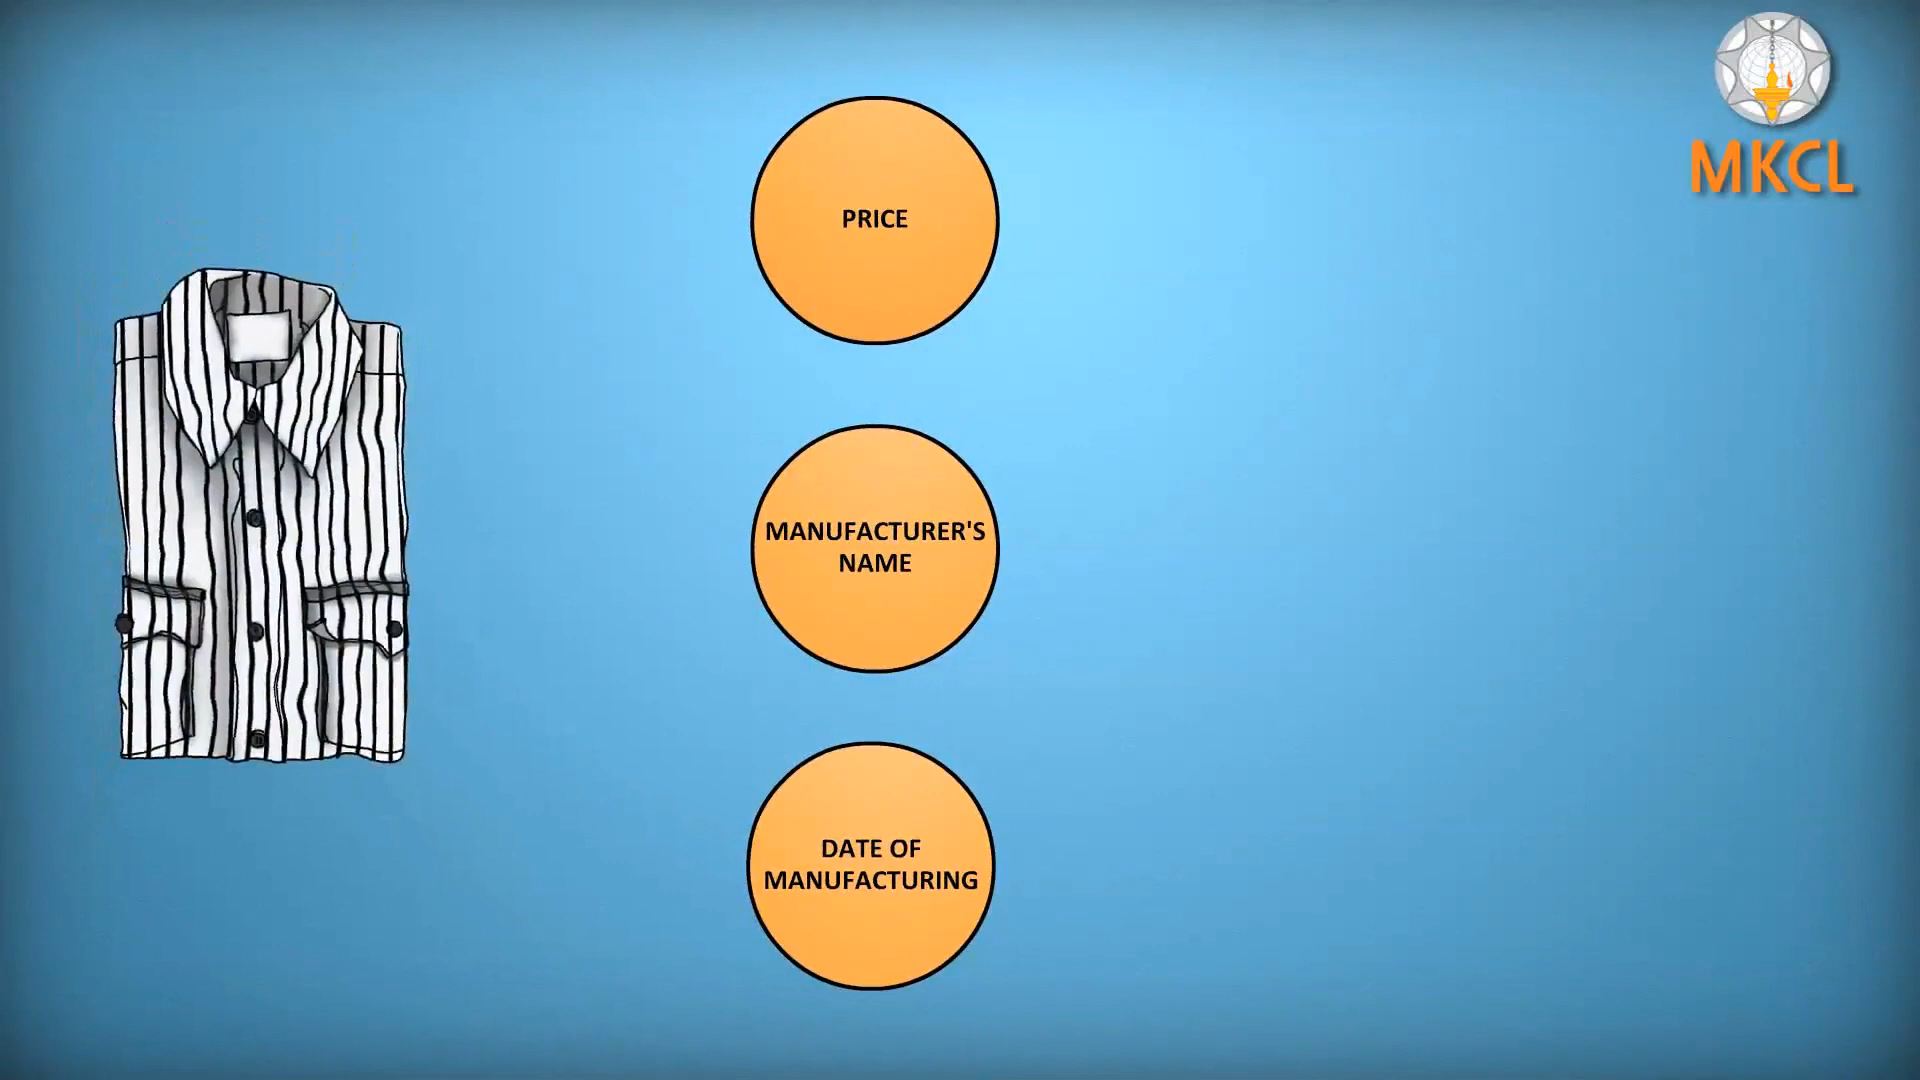 MKCL
PRICE
MANUFACTURER'S
NAME
DATE OF
MANUFACTURING